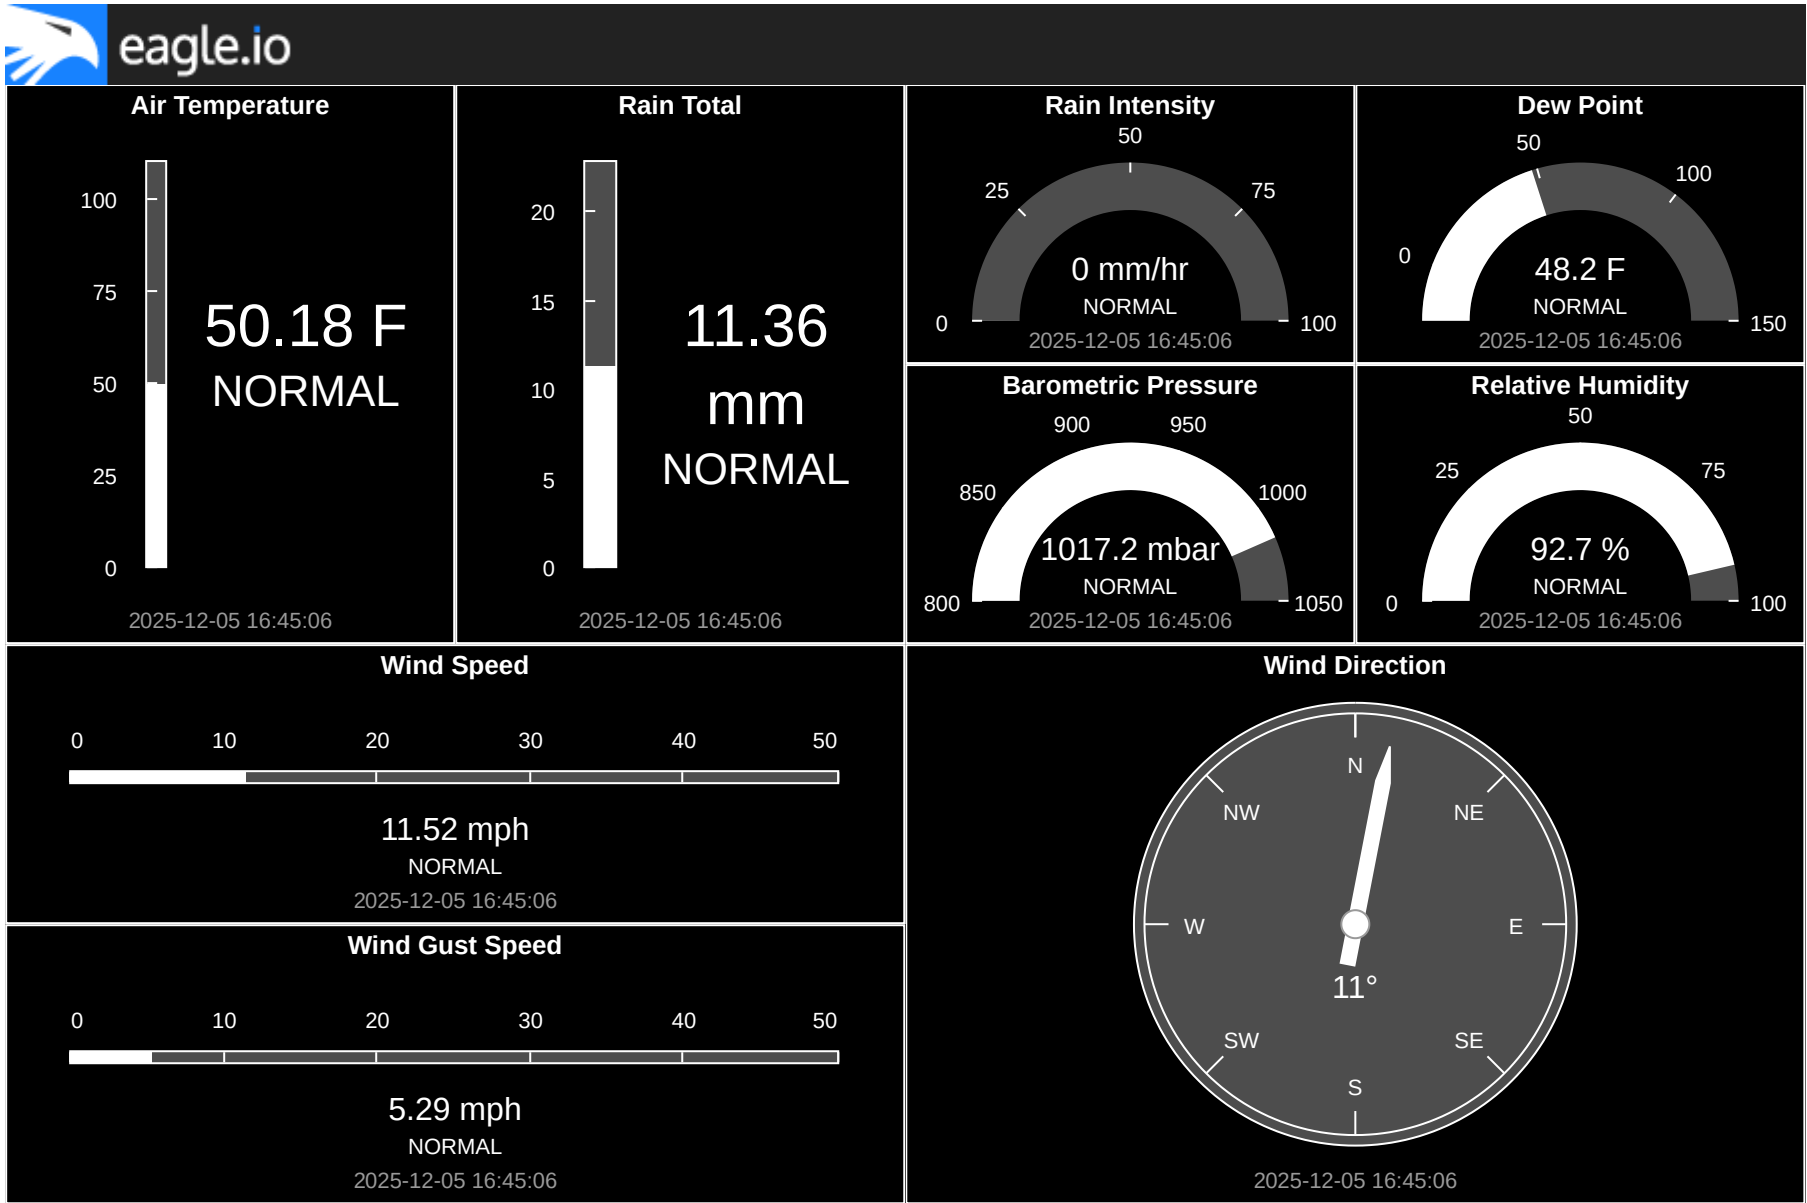 eagle.io
Air Temperature
100
75
50
25
0
50.18 F
NORMAL
2025-12-05 16:45:06
Rain Total
20
15
10
5
0
11.36
mm
NORMAL
2025-12-05 16:45:06
Rain Intensity
0
25
50
75
100
0 mm/hr
NORMAL
2025-12-05 16:45:06
Dew Point
0
50
100
150
48.2 F
NORMAL
2025-12-05 16:45:06
Barometric Pressure
800
850
900
950
1000
1050
1017.2 mbar
NORMAL
2025-12-05 16:45:06
Relative Humidity
0
25
50
75
100
92.7 %
NORMAL
2025-12-05 16:45:06
Wind Speed
0 10 20 30 40 50
11.52 mph
NORMAL
2025-12-05 16:45:06
Wind Gust Speed
0 10 20 30 40 50
5.29 mph
NORMAL
2025-12-05 16:45:06
Wind Direction
N
NW NE
W E
11°
SW SE
S
2025-12-05 16:45:06